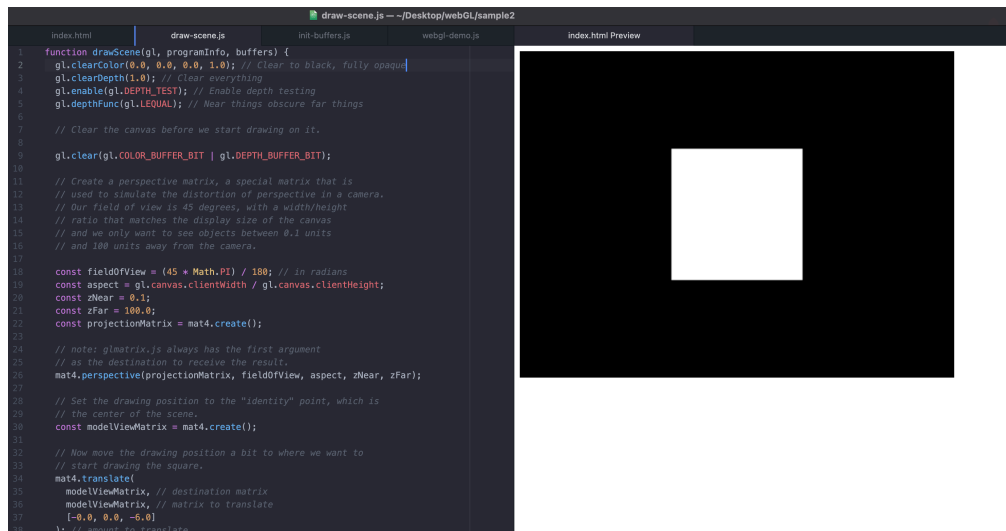 draw-scene.js — ~/Desktop/webGL/sample2
index.html draw-scene.js init-buffers.js webgl-demo.js index.html Preview
1 function drawScene(gl, programInfo, buffers) {
2 gl.clearColor(0.0, 0.0, 0.0, 1.0); // Clear to black, fully opaque
3 gl.clearDepth(1.0); // Clear everything
4 gl.enable(gl.DEPTH_TEST); // Enable depth testing
5 gl.depthFunc(gl.LEQUAL); // Near things obscure far things
6
7 // Clear the canvas before we start drawing on it.
8
9 gl.clear(gl.COLOR_BUFFER_BIT | gl.DEPTH_BUFFER_BIT);
10
11 // Create a perspective matrix, a special matrix that is
12 // used to simulate the distortion of perspective in a camera.
13 // Our field of view is 45 degrees, with a width/height
14 // ratio that matches the display size of the canvas
15 // and we only want to see objects between 0.1 units
16 // and 100 units away from the camera.
17
18 const fieldOfView = (45 * Math.PI) / 180; // in radians
19 const aspect = gl.canvas.clientWidth / gl.canvas.clientHeight;
20 const zNear = 0.1;
21 const zFar = 100.0;
22 const projectionMatrix = mat4.create();
23
24 // note: glmatrix.js always has the first argument
25 // as the destination to receive the result.
26 mat4.perspective(projectionMatrix, fieldOfView, aspect, zNear, zFar);
27
28 // Set the drawing position to the "identity" point, which is
29 // the center of the scene.
30 const modelViewMatrix = mat4.create();
31
32 // Now move the drawing position a bit to where we want to
33 // start drawing the square.
34 mat4.translate(
35 modelViewMatrix, // destination matrix
36 modelViewMatrix, // matrix to translate
37 [-0.0, 0.0, -6.0]
38 ); // amount to translate